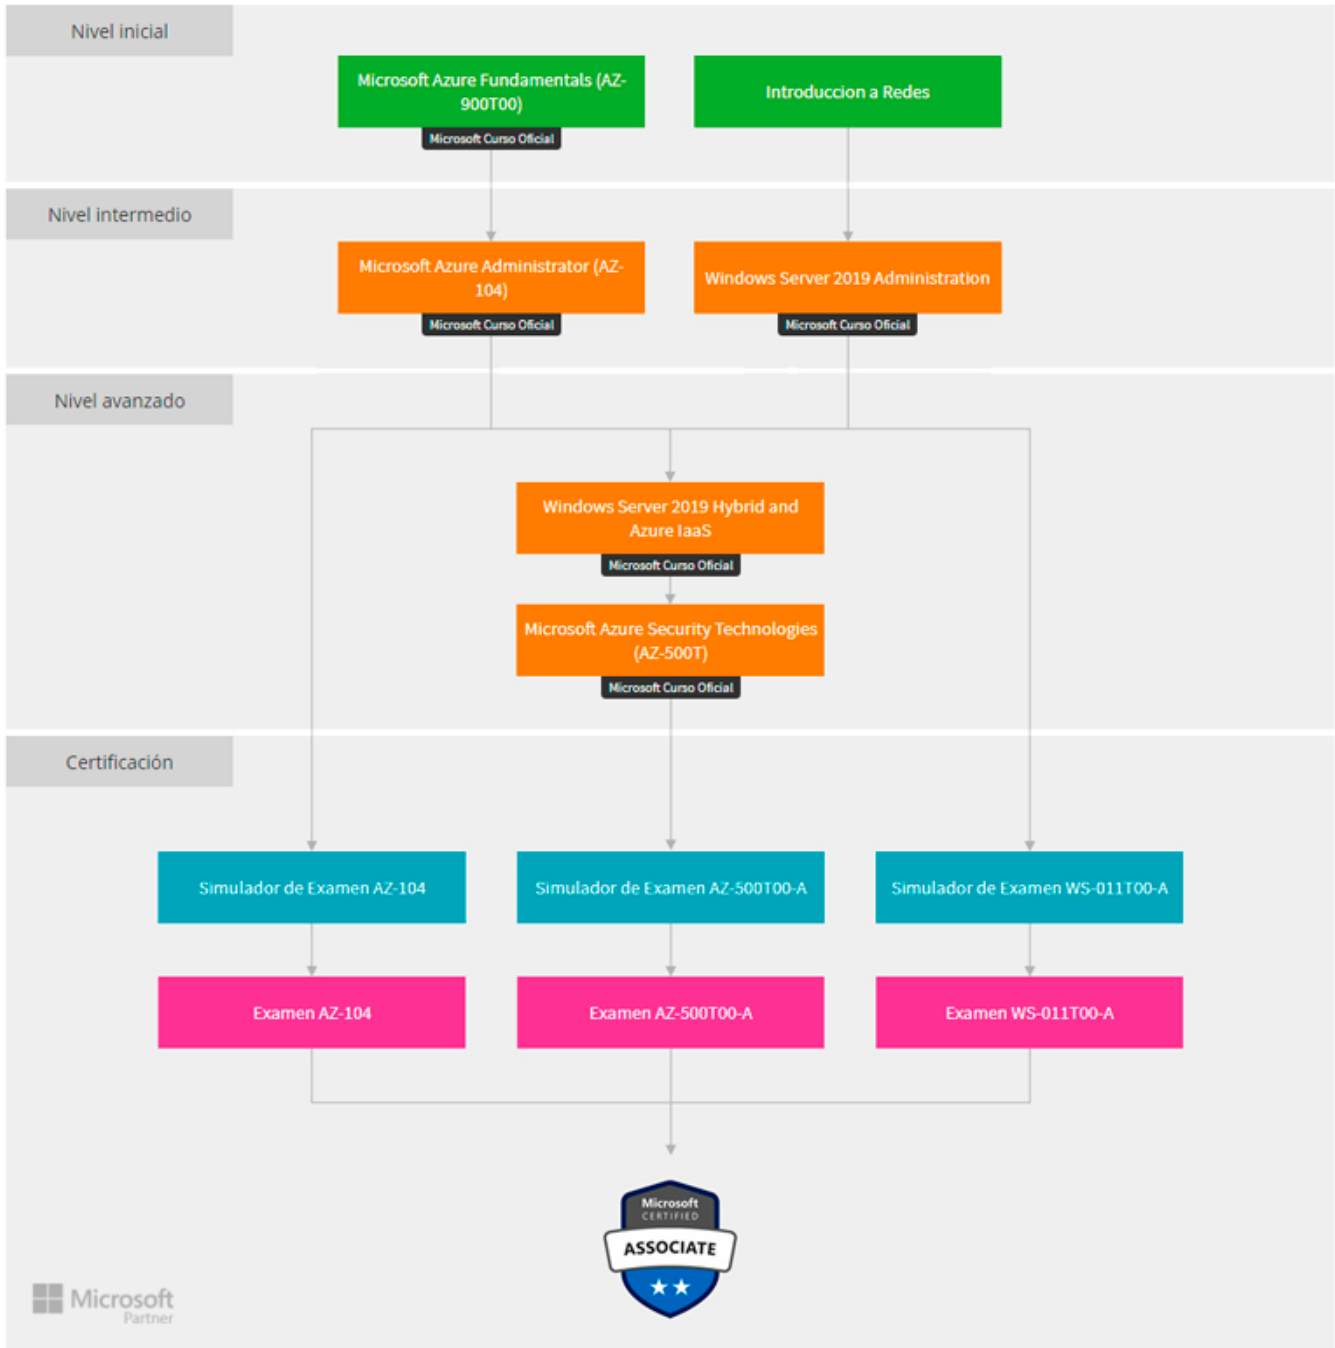 Nivel inicial
Microsoft Azure Fundamentals (AZ-
900T00)
Microsoft Curso Oficial
Introduccion a Redes
Nivel intermedio
Microsoft Azure Administrator (AZ-
104)
Microsoft Curso Oficial
Windows Server 2019 Administration
Microsoft Curso Oficial
Nivel avanzado
Windows Server 2019 Hybrid and
Azure IaaS
Microsoft Curso Oficial
Microsoft Azure Security Technologies
(AZ-500T)
Microsoft Curso Oficial
Certificación
Simulador de Examen AZ-104
Simulador de Examen AZ-500T00-A
Simulador de Examen WS-011T00-A
Examen AZ-104
Examen AZ-500T00-A
Examen WS-011T00-A
Microsoft
CERTIFIED
ASSOCIATE
Microsoft
Partner